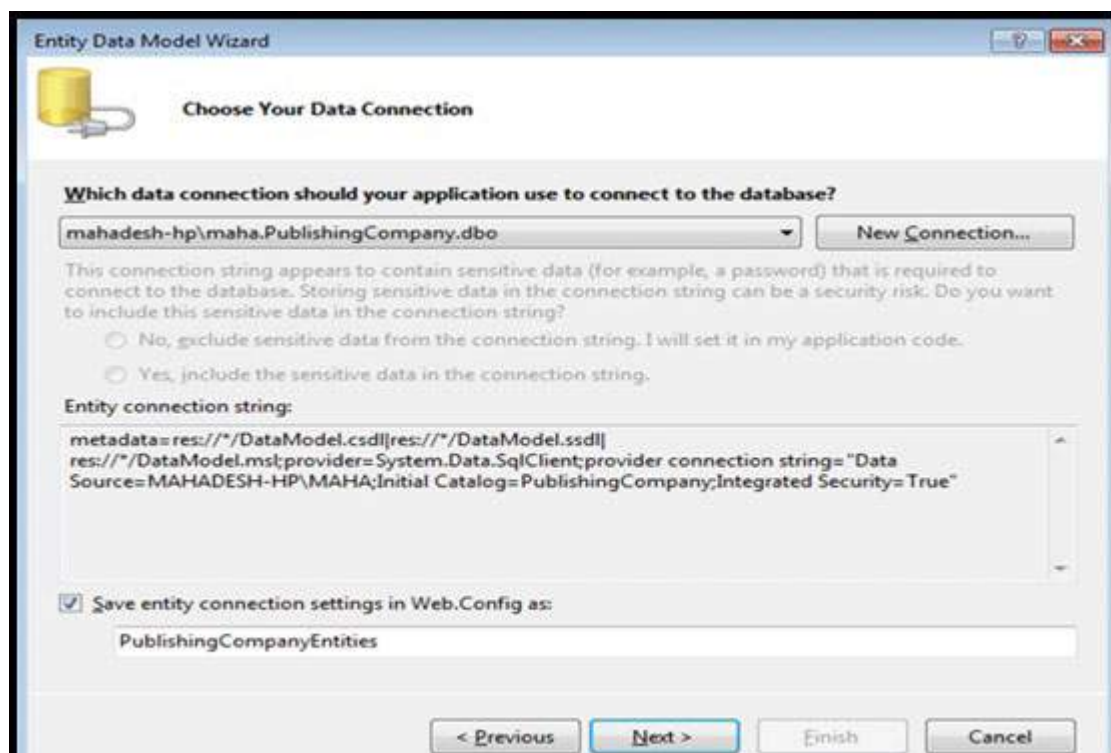 Entity Data Model Wizard
Choose Your Data Connection
Which data connection should your application use to connect to the database?
mahadesh-hp\maha.PublishingCompany.dbo
New Connection...
This connection string appears to contain sensitive data (for example, a password) that is required to
connect to the database. Storing sensitive data in the connection string can be a security risk. Do you want
to include this sensitive data in the connection string?
No, exclude sensitive data from the connection string. I will set it in my application code.
Yes, include the sensitive data in the connection string.
Entity connection string:
metadata=res://*/DataModel.csdl|res://*/DataModel.ssdl|
res://*/DataModel.msl;provider=System.Data.SqlClient;provider connection string="Data
Source=MAHADESH-HP\MAHA;Initial Catalog=PublishingCompany;Integrated Security=True"
Save entity connection settings in Web.Config as:
PublishingCompanyEntities
< Previous
Next >
Finish
Cancel